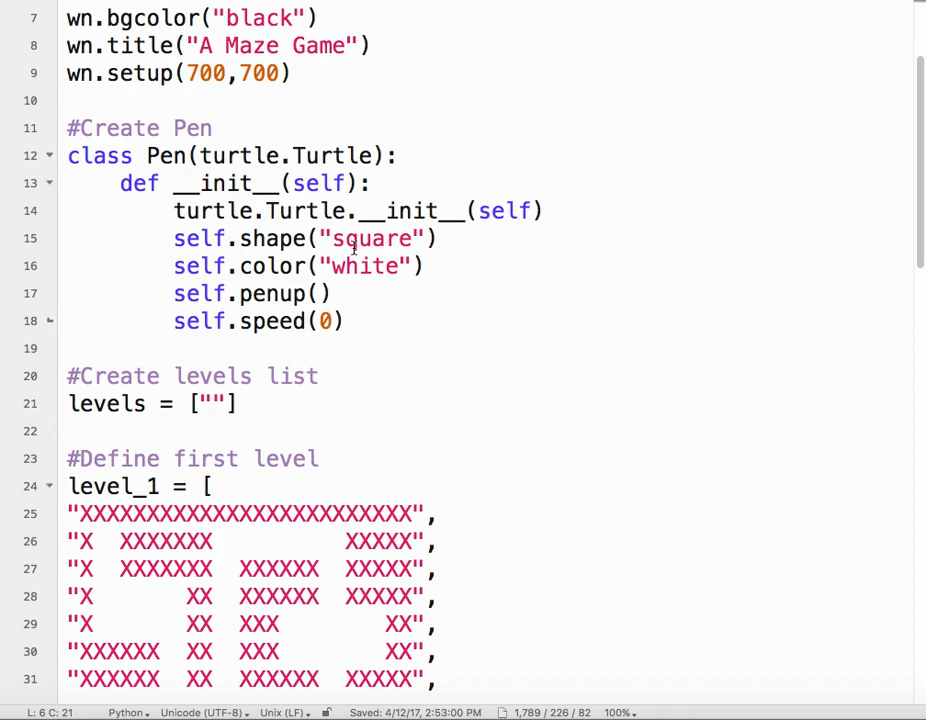 7 wn.bgcolor("black")
8 wn.title("A Maze Game")
9 wn.setup(700,700)
10
11 #Create Pen
12 class Pen(turtle.Turtle):
13     def __init__(self):
14         turtle.Turtle.__init__(self)
15         self.shape("square")
16         self.color("white")
17         self.penup()
18         self.speed(0)
19
20 #Create levels list
21 levels = [""]
22
23 #Define first level
24 level_1 = [
25 "XXXXXXXXXXXXXXXXXXXXXXXXX",
26 "X  XXXXXXX          XXXXX",
27 "X  XXXXXXX  XXXXXX  XXXXX",
28 "X       XX  XXXXXX  XXXXX",
29 "X       XX  XXX        XX",
30 "XXXXXX  XX  XXX        XX",
31 "XXXXXX  XX  XXXXXX  XXXXX",
L: 6 C: 21 Python Unicode (UTF-8) Unix (LF) Saved: 4/12/17, 2:53:00 PM 1,789 / 226 / 82 100%